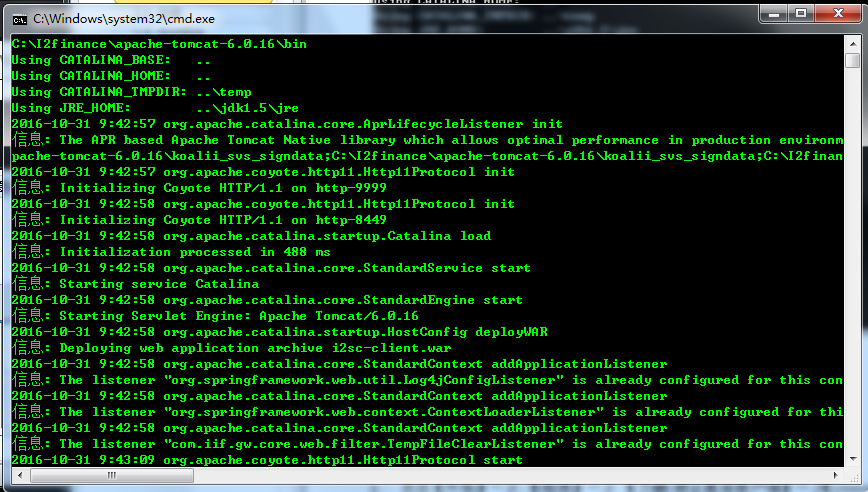 C:\Windows\system32\cmd.exe
C:\I2finance\apache-tomcat-6.0.16\bin
Using CATALINA_BASE:   ..
Using CATALINA_HOME:   ..
Using CATALINA_TMPDIR: ..\temp
Using JRE_HOME:        ..\jdk1.5\jre
2016-10-31 9:42:57 org.apache.catalina.core.AprLifecycleListener init
信息: The APR based Apache Tomcat Native library which allows optimal performance in production environm
pache-tomcat-6.0.16\koalii_svs_signdata;C:\I2finance\apache-tomcat-6.0.16\koalii_svs_signdata;C:\I2finan
2016-10-31 9:42:57 org.apache.coyote.http11.Http11Protocol init
信息: Initializing Coyote HTTP/1.1 on http-9999
2016-10-31 9:42:58 org.apache.coyote.http11.Http11Protocol init
信息: Initializing Coyote HTTP/1.1 on http-8449
2016-10-31 9:42:58 org.apache.catalina.startup.Catalina load
信息: Initialization processed in 488 ms
2016-10-31 9:42:58 org.apache.catalina.core.StandardService start
信息: Starting service Catalina
2016-10-31 9:42:58 org.apache.catalina.core.StandardEngine start
信息: Starting Servlet Engine: Apache Tomcat/6.0.16
2016-10-31 9:42:58 org.apache.catalina.startup.HostConfig deployWAR
信息: Deploying web application archive i2sc-client.war
2016-10-31 9:42:58 org.apache.catalina.core.StandardContext addApplicationListener
信息: The listener "org.springframework.web.util.Log4jConfigListener" is already configured for this con
2016-10-31 9:42:58 org.apache.catalina.core.StandardContext addApplicationListener
信息: The listener "org.springframework.web.context.ContextLoaderListener" is already configured for thi
2016-10-31 9:42:58 org.apache.catalina.core.StandardContext addApplicationListener
信息: The listener "com.iif.gw.core.web.filter.TempFileClearListener" is already configured for this con
2016-10-31 9:43:09 org.apache.coyote.http11.Http11Protocol start